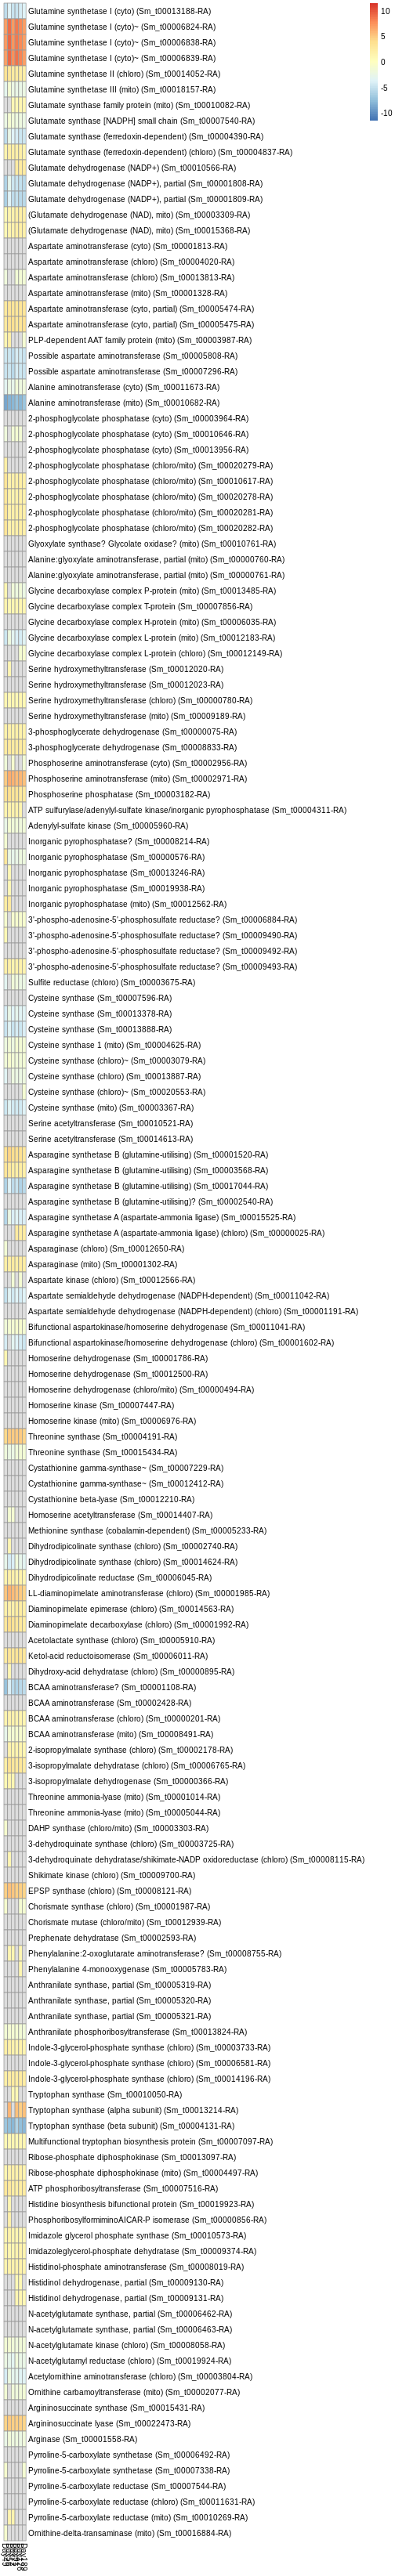 Glutamine synthetase I (cyto) (Sm_t00013188-RA)
10
Glutamine synthetase I (cyto)~ (Sm_t00006824-RA)
Glutamine synthetase I (cyto)~ (Sm_t00006838-RA)
5
Glutamine synthetase I (cyto)~ (Sm_t00006839-RA)
0
Glutamine synthetase II (chloro) (Sm_t00014052-RA)
-5
Glutamine synthetase III (mito) (Sm_t00018157-RA)
Glutamate synthase family protein (mito) (Sm_t00010082-RA)
-10
Glutamate synthase [NADPH] small chain (Sm_t00007540-RA)
Glutamate synthase (ferredoxin-dependent) (Sm_t00004390-RA)
Glutamate synthase (ferredoxin-dependent) (chloro) (Sm_t00004837-RA)
Glutamate dehydrogenase (NADP+) (Sm_t00010566-RA)
Glutamate dehydrogenase (NADP+), partial (Sm_t00001808-RA)
Glutamate dehydrogenase (NADP+), partial (Sm_t00001809-RA)
(Glutamate dehydrogenase (NAD), mito) (Sm_t00003309-RA)
(Glutamate dehydrogenase (NAD), mito) (Sm_t00015368-RA)
Aspartate aminotransferase (cyto) (Sm_t00001813-RA)
Aspartate aminotransferase (chloro) (Sm_t00004020-RA)
Aspartate aminotransferase (chloro) (Sm_t00013813-RA)
Aspartate aminotransferase (mito) (Sm_t00001328-RA)
Aspartate aminotransferase (cyto, partial) (Sm_t00005474-RA)
Aspartate aminotransferase (cyto, partial) (Sm_t00005475-RA)
PLP-dependent AAT family protein (mito) (Sm_t00003987-RA)
Possible aspartate aminotransferase (Sm_t00005808-RA)
Possible aspartate aminotransferase (Sm_t00007296-RA)
Alanine aminotransferase (cyto) (Sm_t00011673-RA)
Alanine aminotransferase (mito) (Sm_t00010682-RA)
2-phosphoglycolate phosphatase (cyto) (Sm_t00003964-RA)
2-phosphoglycolate phosphatase (cyto) (Sm_t00010646-RA)
2-phosphoglycolate phosphatase (cyto) (Sm_t00013956-RA)
2-phosphoglycolate phosphatase (chloro/mito) (Sm_t00020279-RA)
2-phosphoglycolate phosphatase (chloro/mito) (Sm_t00010617-RA)
2-phosphoglycolate phosphatase (chloro/mito) (Sm_t00020278-RA)
2-phosphoglycolate phosphatase (chloro/mito) (Sm_t00020281-RA)
2-phosphoglycolate phosphatase (chloro/mito) (Sm_t00020282-RA)
Glyoxylate synthase? Glycolate oxidase? (mito) (Sm_t00010761-RA)
Alanine:glyoxylate aminotransferase, partial (mito) (Sm_t00000760-RA)
Alanine:glyoxylate aminotransferase, partial (mito) (Sm_t00000761-RA)
Glycine decarboxylase complex P-protein (mito) (Sm_t00013485-RA)
Glycine decarboxylase complex T-protein (Sm_t00007856-RA)
Glycine decarboxylase complex H-protein (mito) (Sm_t00006035-RA)
Glycine decarboxylase complex L-protein (mito) (Sm_t00012183-RA)
Glycine decarboxylase complex L-protein (chloro) (Sm_t00012149-RA)
Serine hydroxymethyltransferase (Sm_t00012020-RA)
Serine hydroxymethyltransferase (Sm_t00012023-RA)
Serine hydroxymethyltransferase (chloro) (Sm_t00000780-RA)
Serine hydroxymethyltransferase (mito) (Sm_t00009189-RA)
3-phosphoglycerate dehydrogenase (Sm_t00000075-RA)
3-phosphoglycerate dehydrogenase (Sm_t00008833-RA)
Phosphoserine aminotransferase (cyto) (Sm_t00002956-RA)
Phosphoserine aminotransferase (mito) (Sm_t00002971-RA)
Phosphoserine phosphatase (Sm_t00003182-RA)
ATP sulfurylase/adenylyl-sulfate kinase/inorganic pyrophosphatase (Sm_t00004311-RA)
Adenylyl-sulfate kinase (Sm_t00005960-RA)
Inorganic pyrophosphatase? (Sm_t00008214-RA)
Inorganic pyrophosphatase (Sm_t00000576-RA)
Inorganic pyrophosphatase (Sm_t00013246-RA)
Inorganic pyrophosphatase (Sm_t00019938-RA)
Inorganic pyrophosphatase (mito) (Sm_t00012562-RA)
3'-phospho-adenosine-5'-phosphosulfate reductase? (Sm_t00006884-RA)
3'-phospho-adenosine-5'-phosphosulfate reductase? (Sm_t00009490-RA)
3'-phospho-adenosine-5'-phosphosulfate reductase? (Sm_t00009492-RA)
3'-phospho-adenosine-5'-phosphosulfate reductase? (Sm_t00009493-RA)
Sulfite reductase (chloro) (Sm_t00003675-RA)
Cysteine synthase (Sm_t00007596-RA)
Cysteine synthase (Sm_t00013378-RA)
Cysteine synthase (Sm_t00013888-RA)
Cysteine synthase 1 (mito) (Sm_t00004625-RA)
Cysteine synthase (chloro)~ (Sm_t00003079-RA)
Cysteine synthase (chloro) (Sm_t00013887-RA)
Cysteine synthase (chloro)~ (Sm_t00020553-RA)
Cysteine synthase (mito) (Sm_t00003367-RA)
Serine acetyltransferase (Sm_t00010521-RA)
Serine acetyltransferase (Sm_t00014613-RA)
Asparagine synthetase B (glutamine-utilising) (Sm_t00001520-RA)
Asparagine synthetase B (glutamine-utilising) (Sm_t00003568-RA)
Asparagine synthetase B (glutamine-utilising) (Sm_t00017044-RA)
Asparagine synthetase B (glutamine-utilising)? (Sm_t00002540-RA)
Asparagine synthetase A (aspartate-ammonia ligase) (Sm_t00015525-RA)
Asparagine synthetase A (aspartate-ammonia ligase) (chloro) (Sm_t00000025-RA)
Asparaginase (chloro) (Sm_t00012650-RA)
Asparaginase (mito) (Sm_t00001302-RA)
Aspartate kinase (chloro) (Sm_t00012566-RA)
Aspartate semialdehyde dehydrogenase (NADPH-dependent) (Sm_t00011042-RA)
Aspartate semialdehyde dehydrogenase (NADPH-dependent) (chloro) (Sm_t00001191-RA)
Bifunctional aspartokinase/homoserine dehydrogenase (Sm_t00011041-RA)
Bifunctional aspartokinase/homoserine dehydrogenase (chloro) (Sm_t00001602-RA)
Homoserine dehydrogenase (Sm_t00001786-RA)
Homoserine dehydrogenase (Sm_t00012500-RA)
Homoserine dehydrogenase (chloro/mito) (Sm_t00000494-RA)
Homoserine kinase (Sm_t00007447-RA)
Homoserine kinase (mito) (Sm_t00006976-RA)
Threonine synthase (Sm_t00004191-RA)
Threonine synthase (Sm_t00015434-RA)
Cystathionine gamma-synthase~ (Sm_t00007229-RA)
Cystathionine gamma-synthase~ (Sm_t00012412-RA)
Cystathionine beta-lyase (Sm_t00012210-RA)
Homoserine acetyltransferase (Sm_t00014407-RA)
Methionine synthase (cobalamin-dependent) (Sm_t00005233-RA)
Dihydrodipicolinate synthase (chloro) (Sm_t00002740-RA)
Dihydrodipicolinate synthase (chloro) (Sm_t00014624-RA)
Dihydrodipicolinate reductase (Sm_t00006045-RA)
LL-diaminopimelate aminotransferase (chloro) (Sm_t00001985-RA)
Diaminopimelate epimerase (chloro) (Sm_t00014563-RA)
Diaminopimelate decarboxylase (chloro) (Sm_t00001992-RA)
Acetolactate synthase (chloro) (Sm_t00005910-RA)
Ketol-acid reductoisomerase (Sm_t00006011-RA)
Dihydroxy-acid dehydratase (chloro) (Sm_t00000895-RA)
BCAA aminotransferase? (Sm_t00001108-RA)
BCAA aminotransferase (Sm_t00002428-RA)
BCAA aminotransferase (chloro) (Sm_t00000201-RA)
BCAA aminotransferase (mito) (Sm_t00008491-RA)
2-isopropylmalate synthase (chloro) (Sm_t00002178-RA)
3-isopropylmalate dehydratase (chloro) (Sm_t00006765-RA)
3-isopropylmalate dehydrogenase (Sm_t00000366-RA)
Threonine ammonia-lyase (mito) (Sm_t00001014-RA)
Threonine ammonia-lyase (mito) (Sm_t00005044-RA)
DAHP synthase (chloro/mito) (Sm_t00003303-RA)
3-dehydroquinate synthase (chloro) (Sm_t00003725-RA)
3-dehydroquinate dehydratase/shikimate-NADP oxidoreductase (chloro) (Sm_t00008115-RA)
Shikimate kinase (chloro) (Sm_t00009700-RA)
EPSP synthase (chloro) (Sm_t00008121-RA)
Chorismate synthase (chloro) (Sm_t00001987-RA)
Chorismate mutase (chloro/mito) (Sm_t00012939-RA)
Prephenate dehydratase (Sm_t00002593-RA)
Phenylalanine:2-oxoglutarate aminotransferase? (Sm_t00008755-RA)
Phenylalanine 4-monooxygenase (Sm_t00005783-RA)
Anthranilate synthase, partial (Sm_t00005319-RA)
Anthranilate synthase, partial (Sm_t00005320-RA)
Anthranilate synthase, partial (Sm_t00005321-RA)
Anthranilate phosphoribosyltransferase (Sm_t00013824-RA)
Indole-3-glycerol-phosphate synthase (chloro) (Sm_t00003733-RA)
Indole-3-glycerol-phosphate synthase (chloro) (Sm_t00006581-RA)
Indole-3-glycerol-phosphate synthase (chloro) (Sm_t00014196-RA)
Tryptophan synthase (Sm_t00010050-RA)
Tryptophan synthase (alpha subunit) (Sm_t00013214-RA)
Tryptophan synthase (beta subunit) (Sm_t00004131-RA)
Multifunctional tryptophan biosynthesis protein (Sm_t00007097-RA)
Ribose-phosphate diphosphokinase (Sm_t00013097-RA)
Ribose-phosphate diphosphokinase (mito) (Sm_t00004497-RA)
ATP phosphoribosyltransferase (Sm_t00007516-RA)
Histidine biosynthesis bifunctional protein (Sm_t00019923-RA)
PhosphoribosylformiminoAICAR-P isomerase (Sm_t00000856-RA)
Imidazole glycerol phosphate synthase (Sm_t00010573-RA)
Imidazoleglycerol-phosphate dehydratase (Sm_t00009374-RA)
Histidinol-phosphate aminotransferase (Sm_t00008019-RA)
Histidinol dehydrogenase, partial (Sm_t00009130-RA)
Histidinol dehydrogenase, partial (Sm_t00009131-RA)
N-acetylglutamate synthase, partial (Sm_t00006462-RA)
N-acetylglutamate synthase, partial (Sm_t00006463-RA)
N-acetylglutamate kinase (chloro) (Sm_t00008058-RA)
N-acetylglutamyl reductase (chloro) (Sm_t00019924-RA)
Acetylornithine aminotransferase (chloro) (Sm_t00003804-RA)
Ornithine carbamoyltransferase (mito) (Sm_t00002077-RA)
Argininosuccinate synthase (Sm_t00015431-RA)
Argininosuccinate lyase (Sm_t00022473-RA)
Arginase (Sm_t00001558-RA)
Pyrroline-5-carboxylate synthetase (Sm_t00006492-RA)
Pyrroline-5-carboxylate synthetase (Sm_t00007338-RA)
Pyrroline-5-carboxylate reductase (Sm_t00007544-RA)
Pyrroline-5-carboxylate reductase (chloro) (Sm_t00011631-RA)
Pyrroline-5-carboxylate reductase (mito) (Sm_t00010269-RA)
Ornithine-delta-transaminase (mito) (Sm_t00016884-RA)